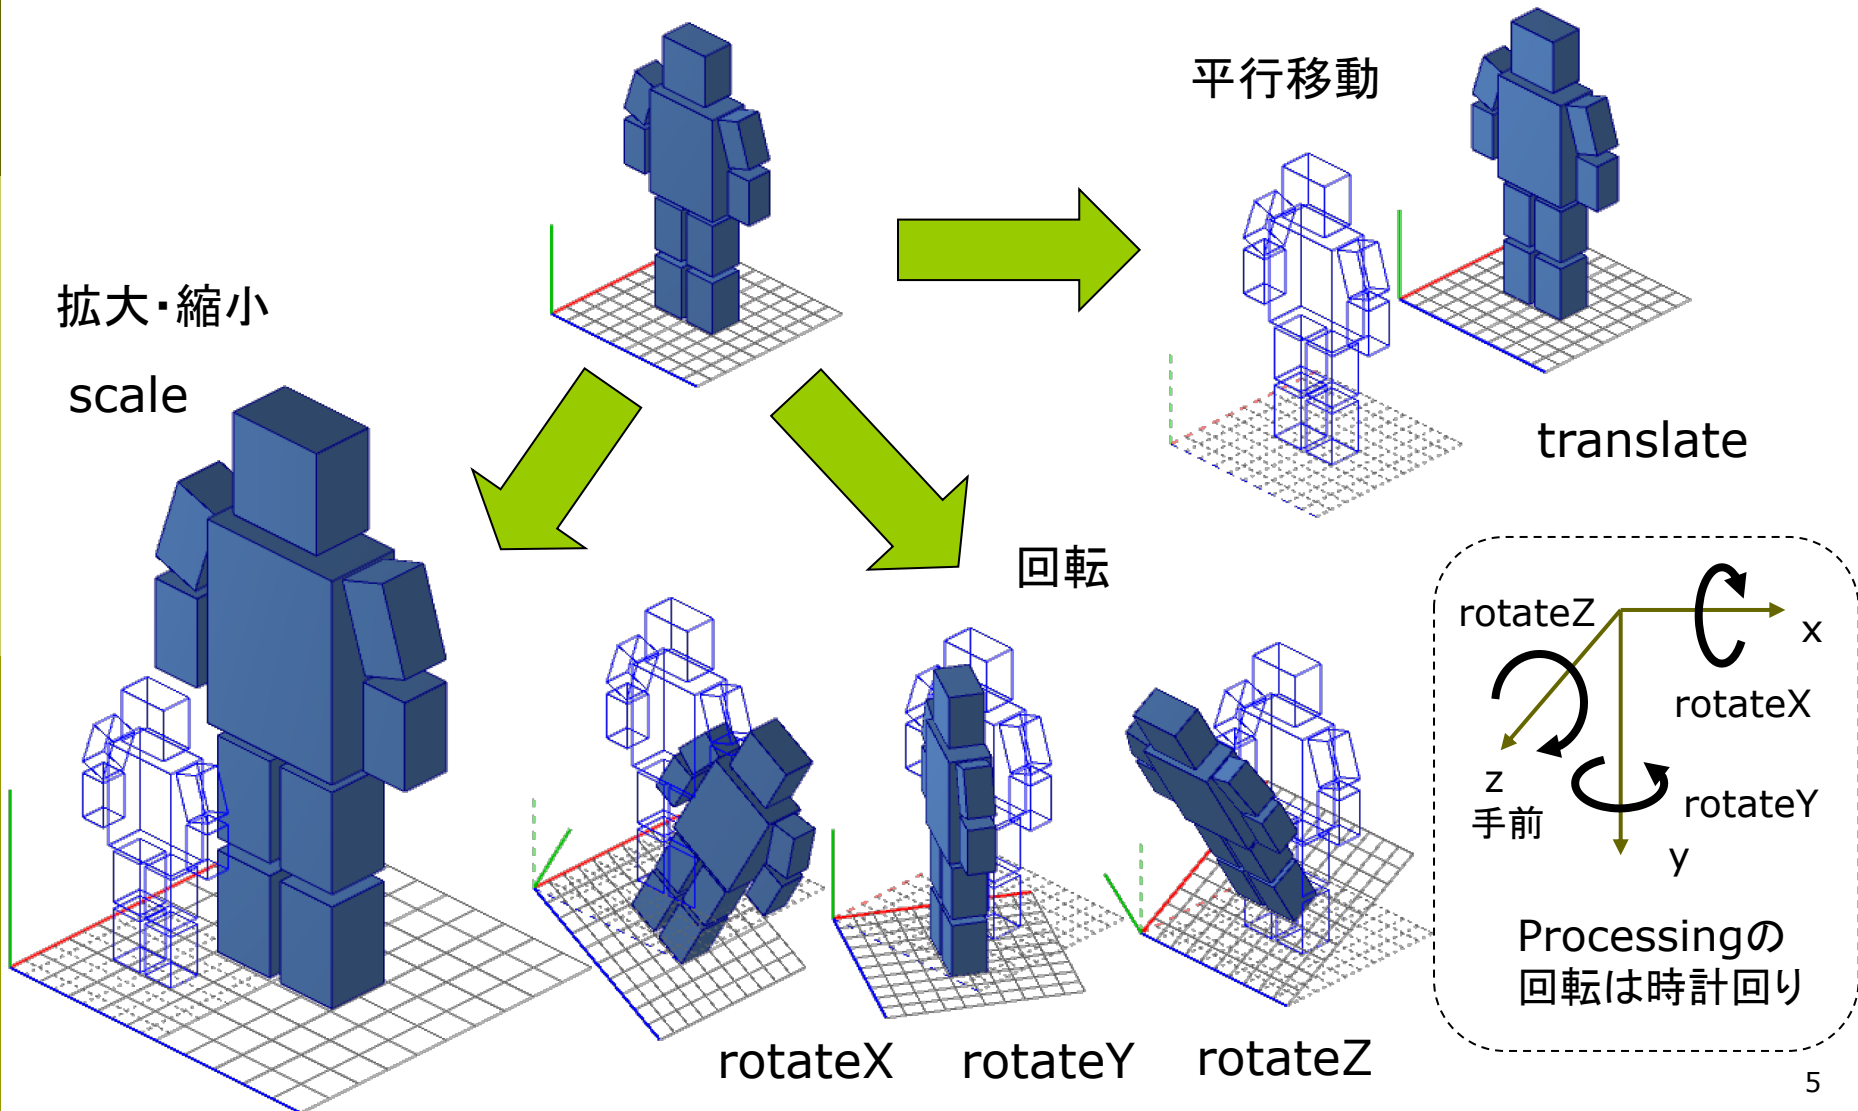 平行移動
translate
拡大・縮小
scale
回転
rotateX
rotateY
rotateZ
rotateZ
x
rotateX
z
手前
rotateY
y
Processingの
回転は時計回り
5